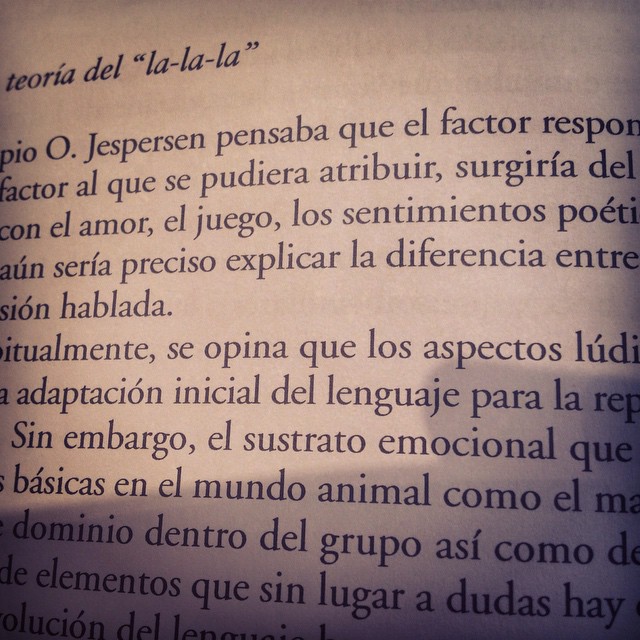 teoría del “la-la-la”
pio O. Jespersen pensaba que el factor respon
factor al que se pudiera atribuir, surgiría del
con el amor, el juego, los sentimientos poéti
aún sería preciso explicar la diferencia entre
sión hablada.
itualmente, se opina que los aspectos lúdi
a adaptación inicial del lenguaje para la rep
Sin embargo, el sustrato emocional que
s básicas en el mundo animal como el ma
e dominio dentro del grupo así como de
de elementos que sin lugar a dudas hay
volución del lenguaje h